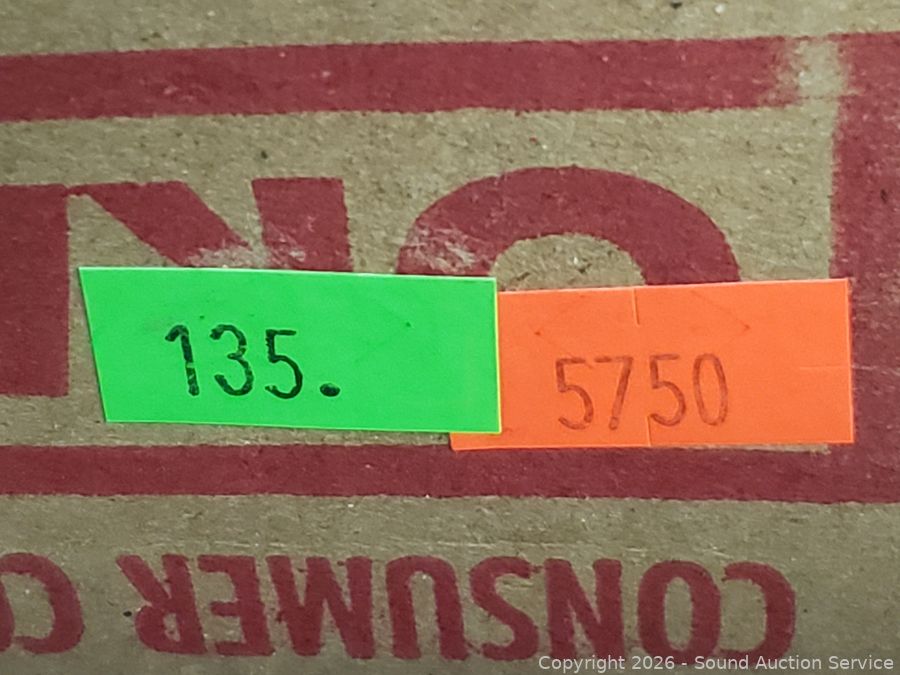 135.
5750
CONSUMER
Copyright 2026 - Sound Auction Service